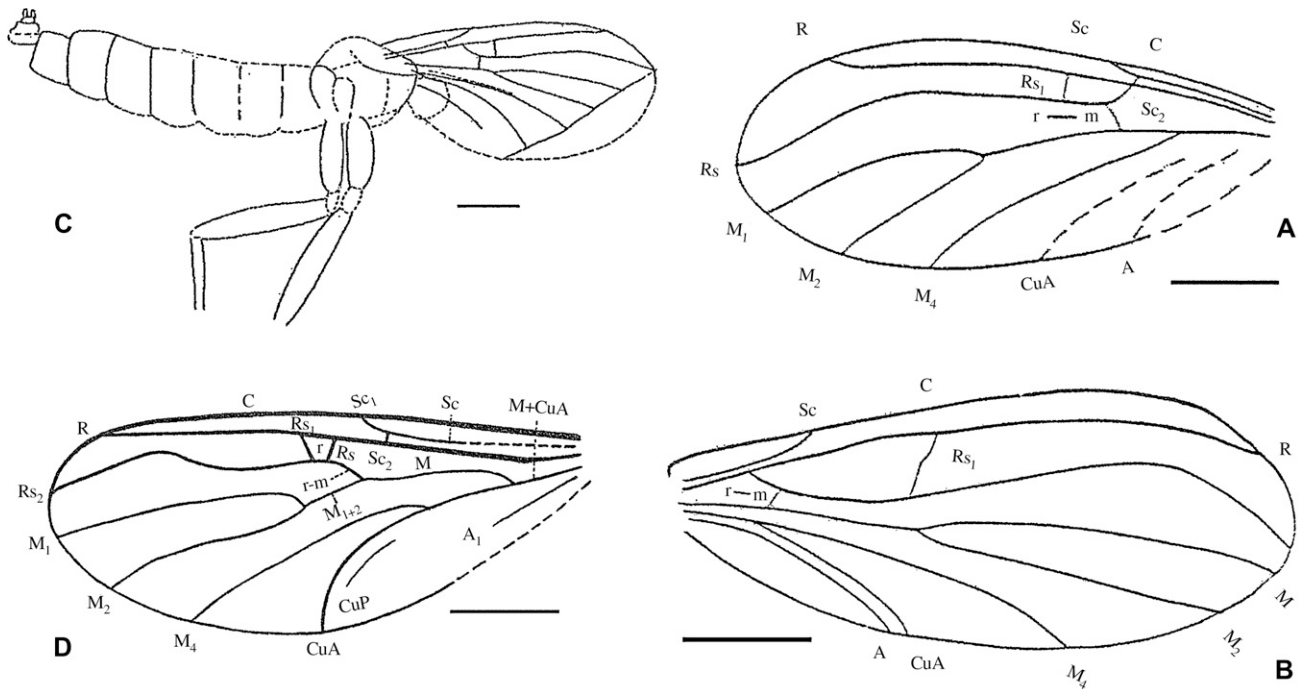 C
R
Sc
C
Rs₁
Sc₂
r — m
Rs
M₁
M₂
M₄
CuA
A
A
D
R
C
Sc₁
Sc
M+CuA
Rs₁
r
Rs
Sc₂
M
r-m
M₁₊₂
A₁
CuP
Rs₂
M₁
M₂
M₄
CuA
B
Sc
C
Rs₁
R
r — m
M
M₂
M₄
CuA
A